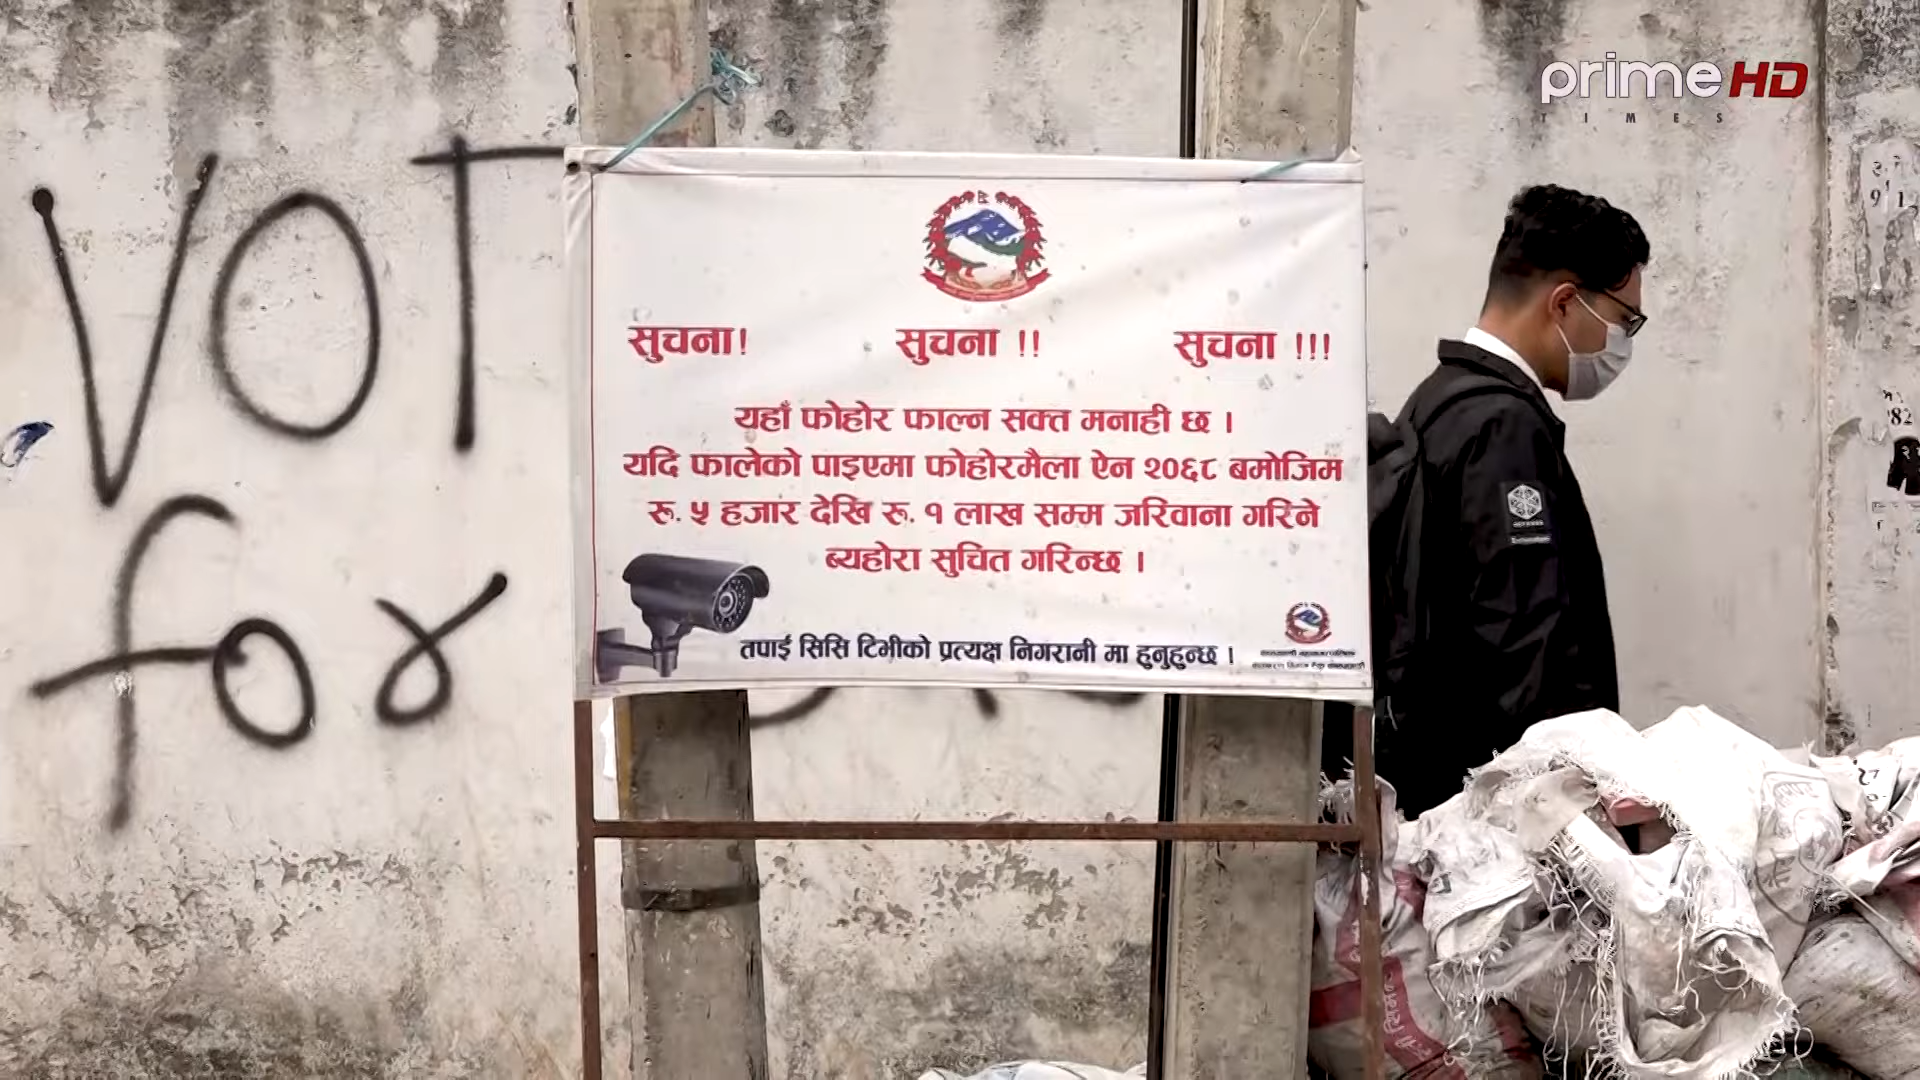 prime HD
TIMES
VOT
for
सुचना! सुचना !! सुचना !!!
यहाँ फोहोर फाल्न सक्त मनाही छ ।
यदि फालेको पाइएमा फोहोरमैला ऐन २०६८ बमोजिम
रू. ५ हजार देखि रू. १ लाख सम्म जरिवाना गरिने
ब्यहोरा सुचित गरिन्छ ।
तपाई सिसि टिभीको प्रत्यक्ष निगरानी मा हुनुहुन्छ ।